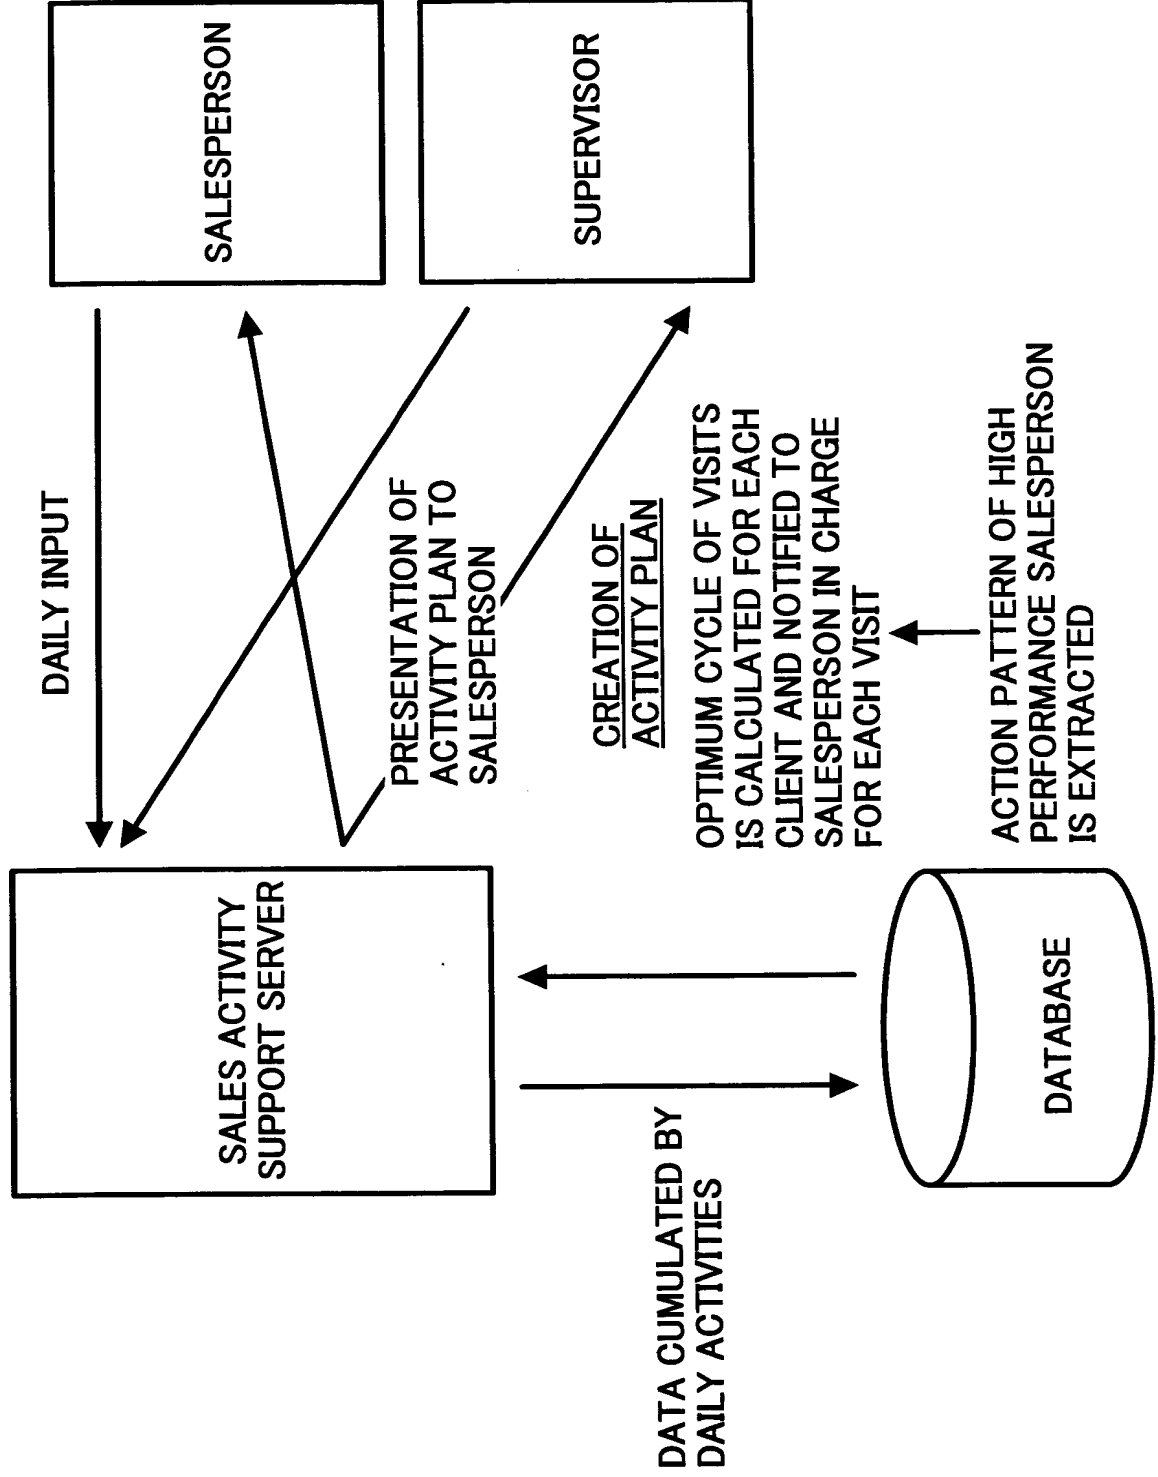 SALES ACTIVITY
SUPPORT SERVER
DAILY INPUT
SALESPERSON
PRESENTATION OF
ACTIVITY PLAN TO
SALESPERSON
SUPERVISOR
CREATION OF
ACTIVITY PLAN
DATA CUMULATED BY
DAILY ACTIVITIES
OPTIMUM CYCLE OF VISITS
IS CALCULATED FOR EACH
CLIENT AND NOTIFIED TO
SALESPERSON IN CHARGE
FOR EACH VISIT
DATABASE
ACTION PATTERN OF HIGH
PERFORMANCE SALESPERSON
IS EXTRACTED